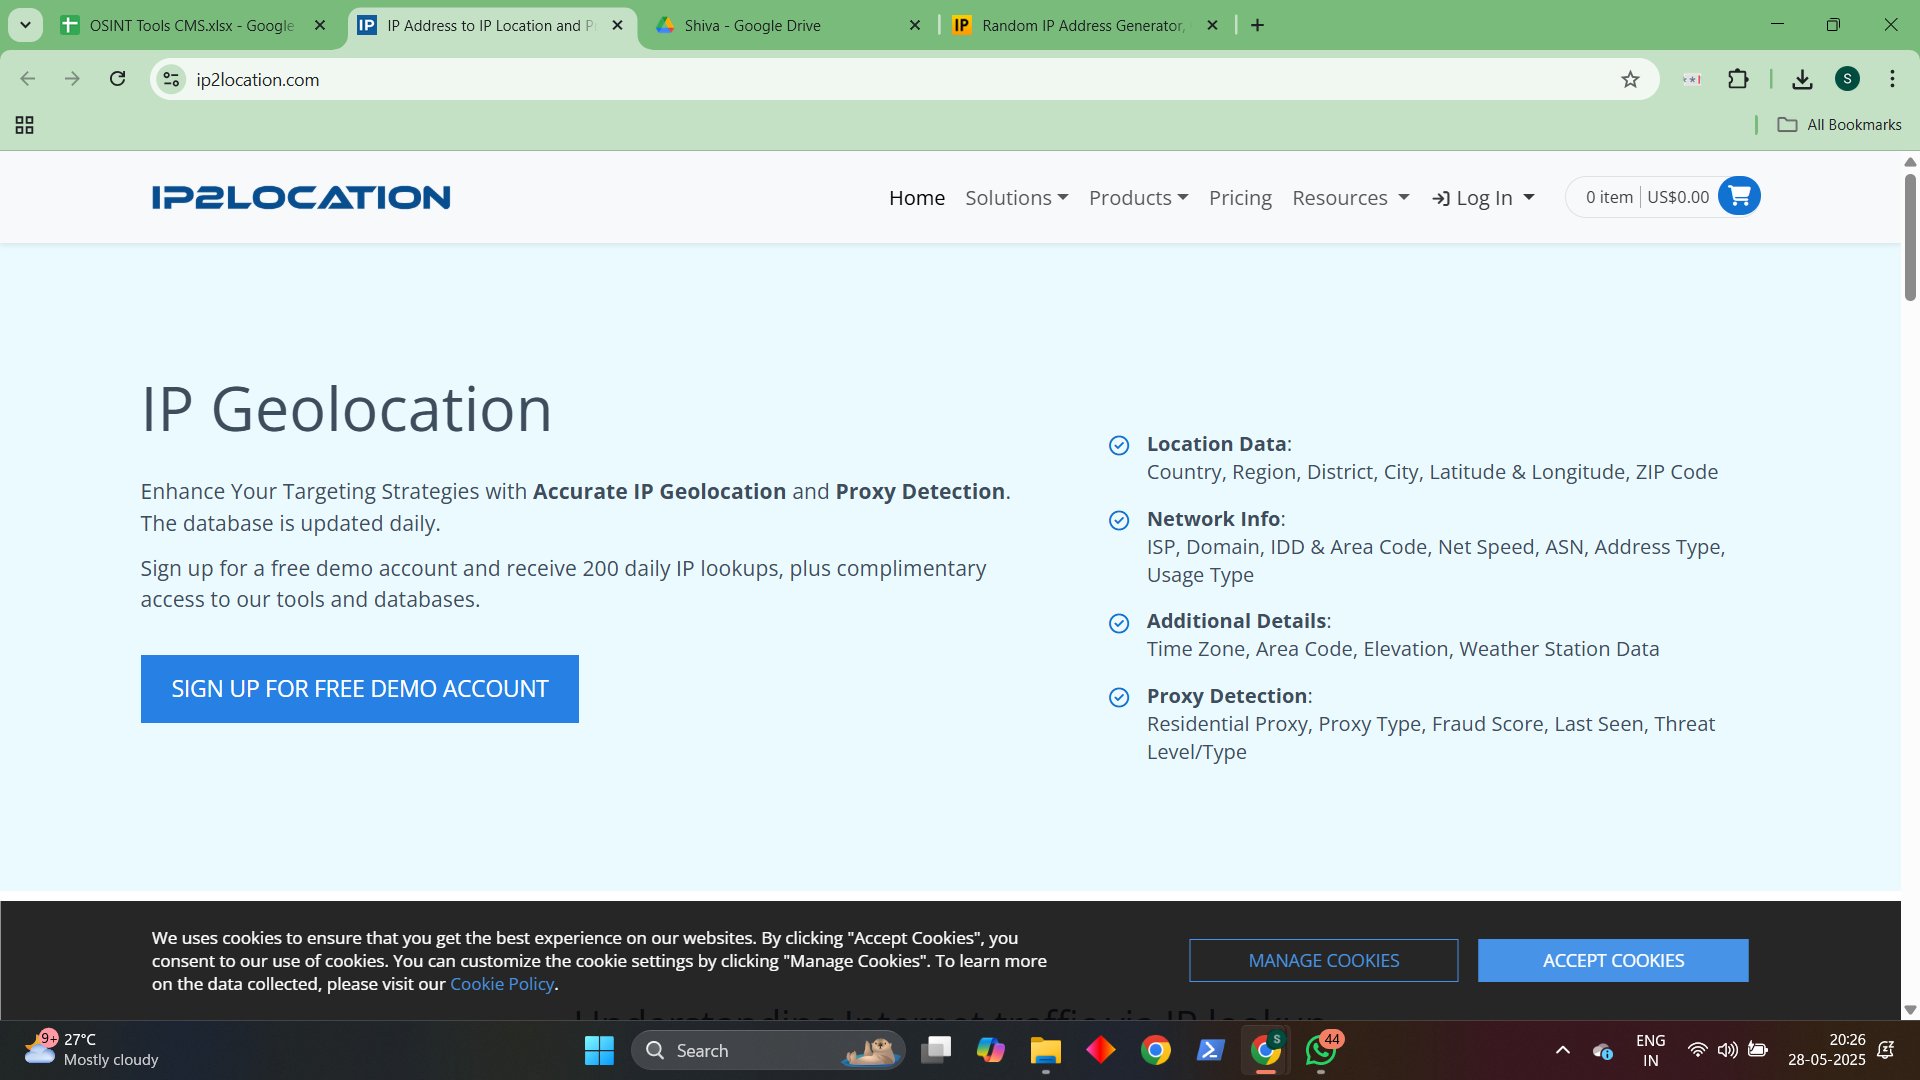 OSINT Tools CMS.xlsx - Google
IP Address to IP Location and P
Shiva - Google Drive
Random IP Address Generator,
ip2location.com
S
All Bookmarks
IP2LOCATION
Home Solutions Products Pricing Resources Log In 0 item US$0.00
IP Geolocation
Enhance Your Targeting Strategies with Accurate IP Geolocation and Proxy Detection.
The database is updated daily.
Sign up for a free demo account and receive 200 daily IP lookups, plus complimentary
access to our tools and databases.
SIGN UP FOR FREE DEMO ACCOUNT
Location Data:
Country, Region, District, City, Latitude & Longitude, ZIP Code
Network Info:
ISP, Domain, IDD & Area Code, Net Speed, ASN, Address Type,
Usage Type
Additional Details:
Time Zone, Area Code, Elevation, Weather Station Data
Proxy Detection:
Residential Proxy, Proxy Type, Fraud Score, Last Seen, Threat
Level/Type
We uses cookies to ensure that you get the best experience on our websites. By clicking "Accept Cookies", you
consent to our use of cookies. You can customize the cookie settings by clicking "Manage Cookies". To learn more
on the data collected, please visit our Cookie Policy.
MANAGE COOKIES
ACCEPT COOKIES
Understanding Internet traffic via IP lookup
9+
27°C
Mostly cloudy
Search
S
44
ENG
IN
20:26
28-05-2025